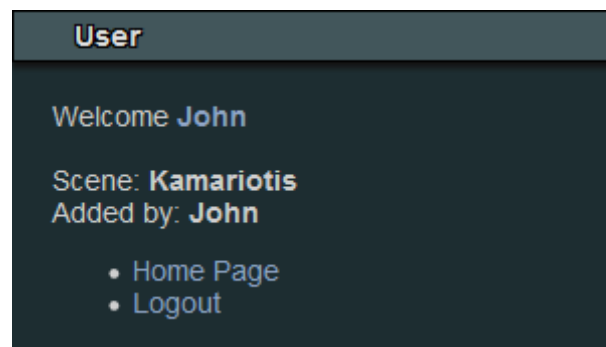 User
Welcome John
Scene: Kamariotis
Added by: John
Home Page
Logout